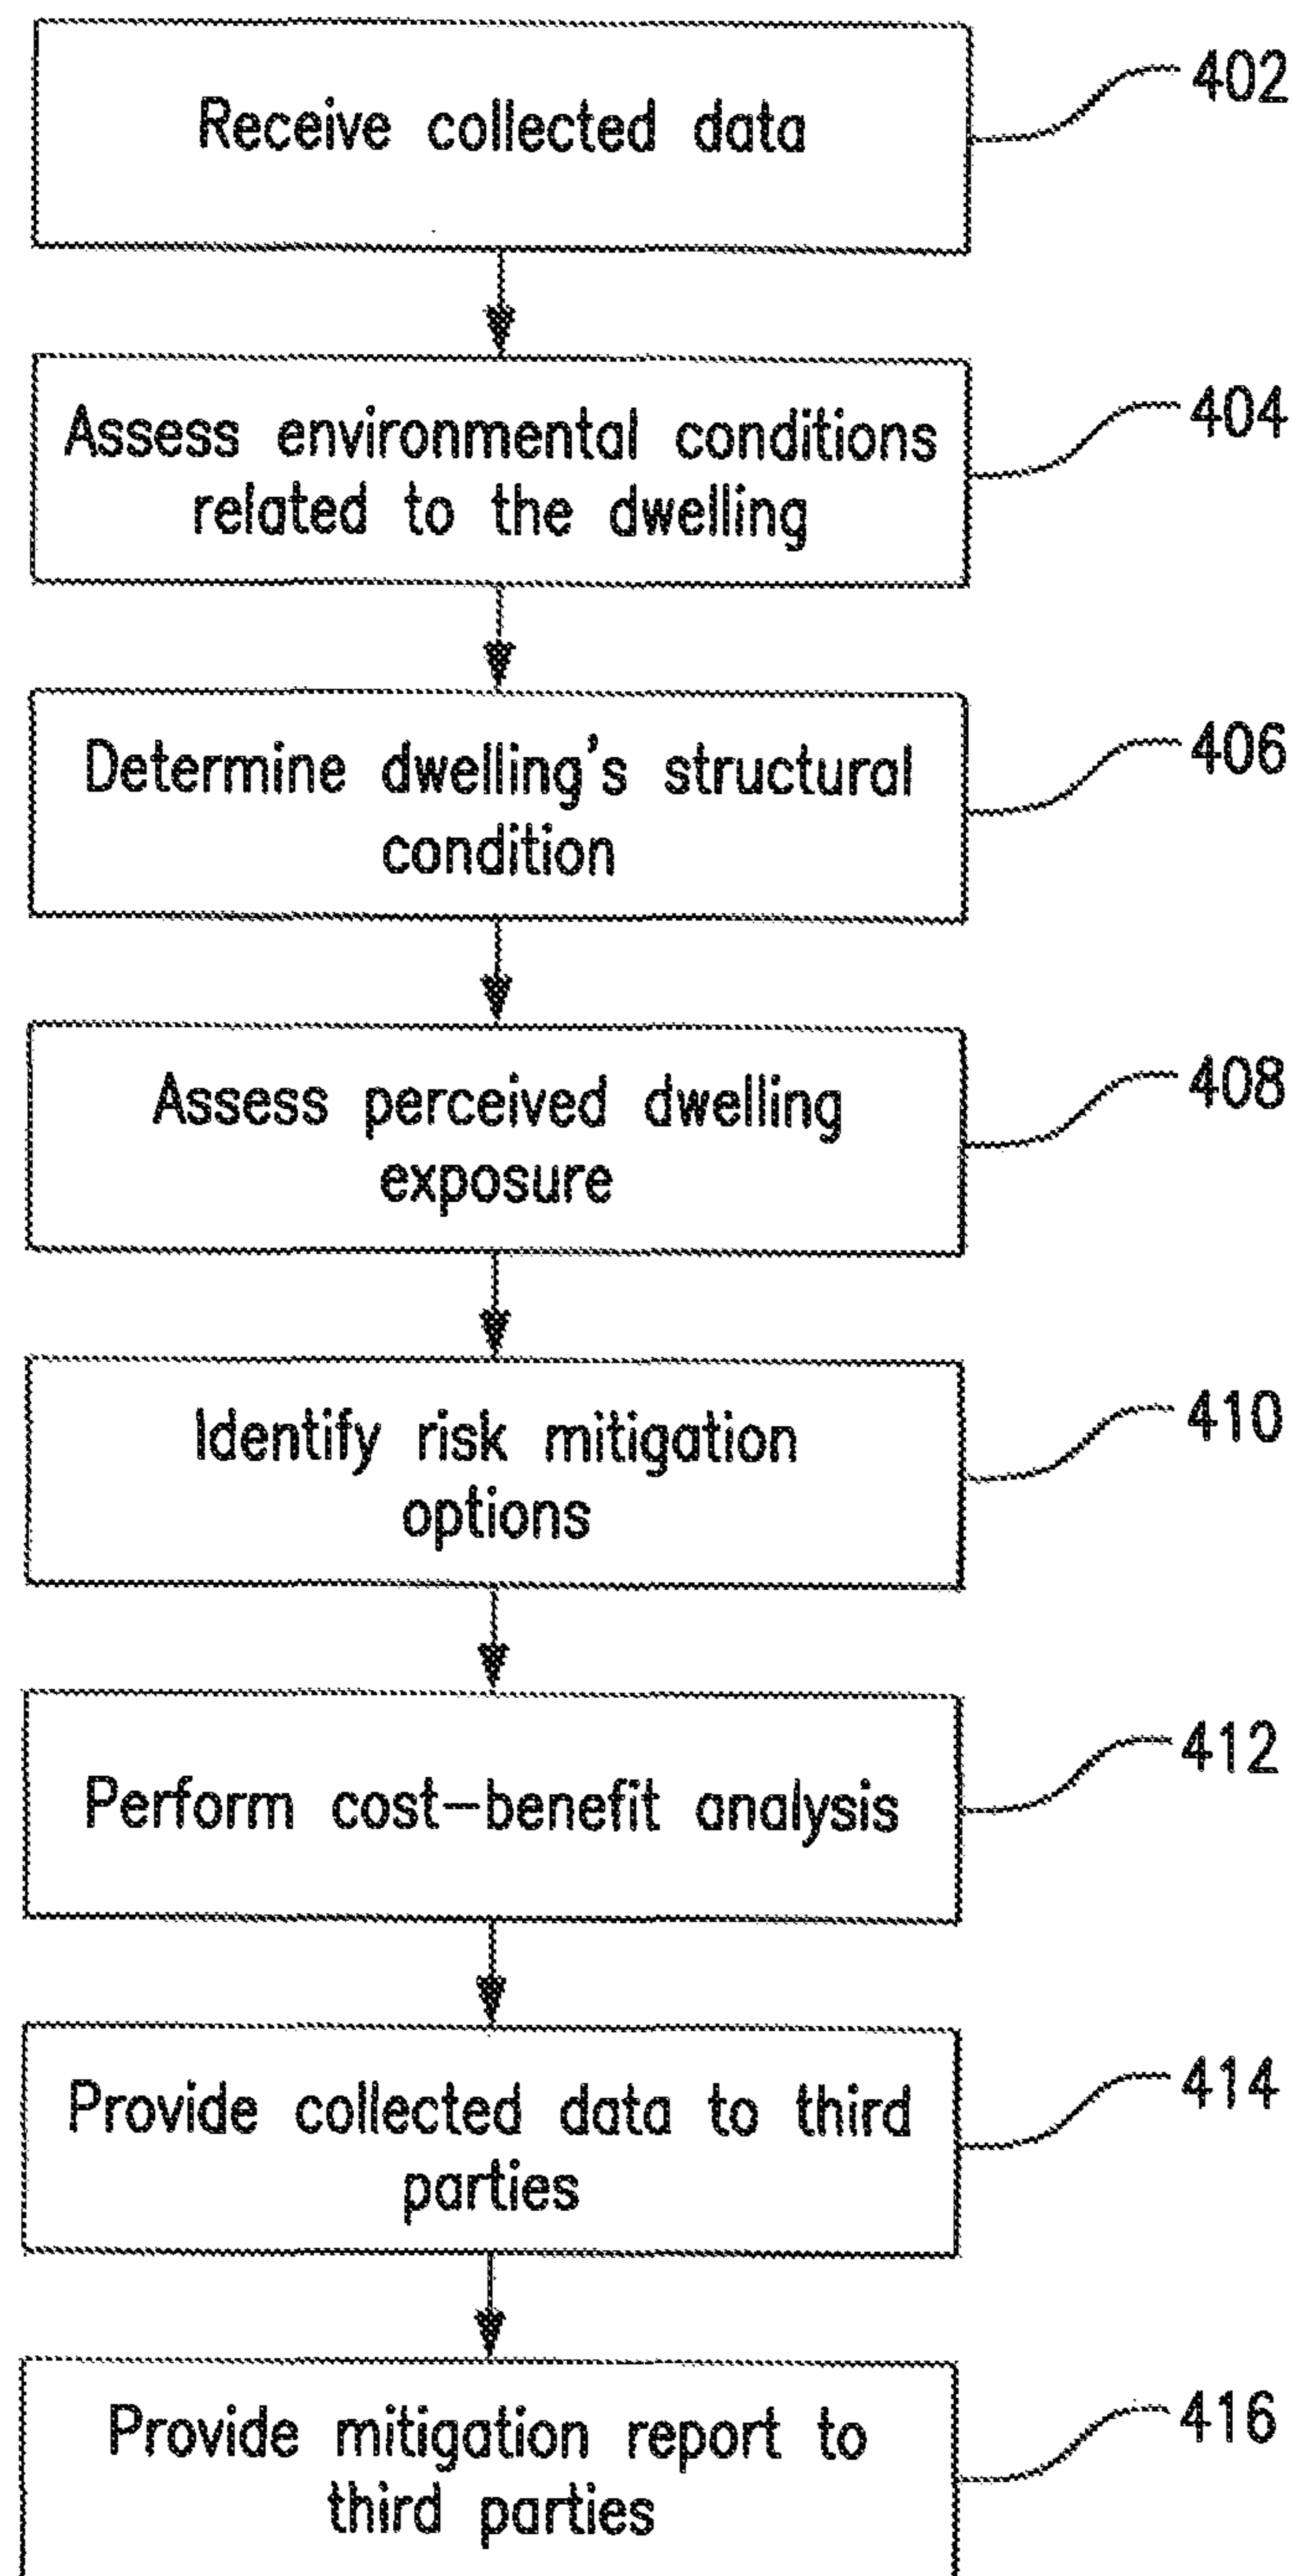 Receive collected data
402
Assess environmental conditions
related to the dwelling
404
Determine dwelling's structural
condition
406
Assess perceived dwelling
exposure
408
Identify risk mitigation
options
410
Perform cost-benefit analysis
412
Provide collected data to third
parties
414
Provide mitigation report to
third parties
416